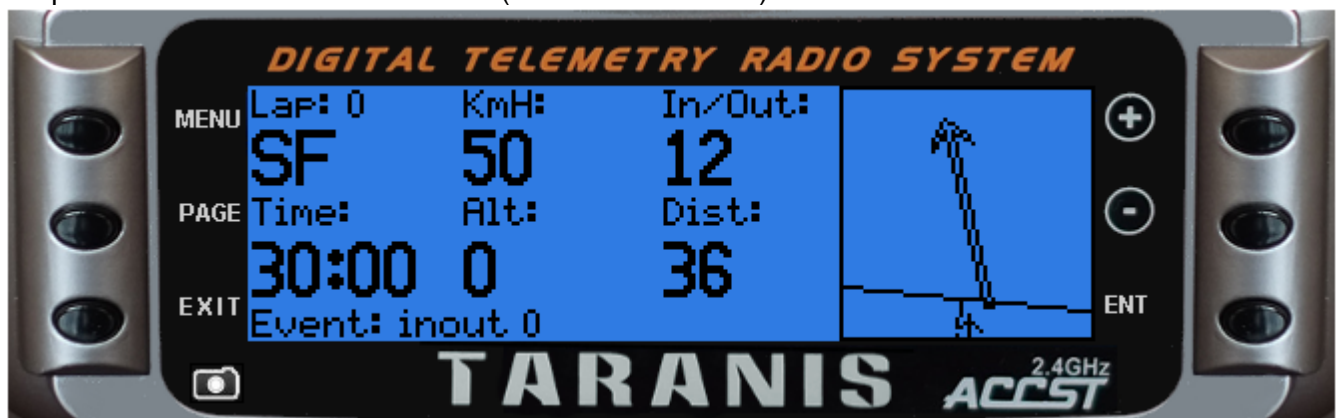 DIGITAL TELEMETRY RADIO SYSTEM
MENU
Lap: 0 KmH: In/Out:
SF 50 12
PAGE
Time: Alt: Dist:
30:00 0 36
EXIT
Event: inout 0
+
-
ENT
TARANIS
2.4GHz
ACCST